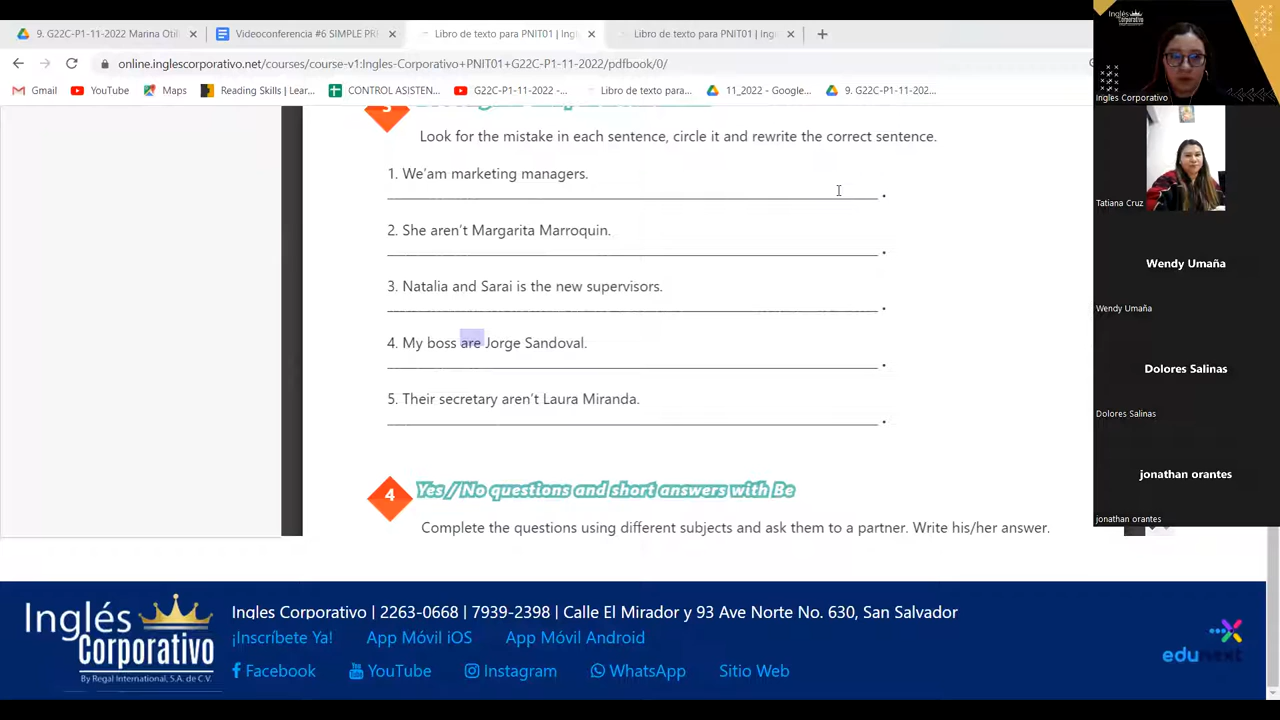 9. G22C-P1-11-2022 Marina Otil
Videoconferencia #6 SIMPLE PR
Libro de texto para PNIT01 | Ingl
Libro de texto para PNIT01 | Ingl
online.inglescorporativo.net/courses/course-v1:Ingles-Corporativo+PNIT01+G22C-P1-11-2022/pdfbook/0/
Gmail
YouTube
Maps
Reading Skills | Lear...
CONTROL ASISTEN...
G22C-P1-11-2022 -...
Libro de texto para...
11_2022 - Google...
9. G22C-P1-11-202...
3
Look for the mistake in each sentence, circle it and rewrite the correct sentence.
1. We'am marketing managers.
2. She aren't Margarita Marroquin.
3. Natalia and Sarai is the new supervisors.
4. My boss are Jorge Sandoval.
5. Their secretary aren't Laura Miranda.
4
Yes / No questions and short answers with Be
Complete the questions using different subjects and ask them to a partner. Write his/her answer.
Inglés Corporativo
Ingles Corporativo
Tatiana Cruz
Wendy Umaña
Wendy Umaña
Dolores Salinas
Dolores Salinas
jonathan orantes
jonathan orantes
Inglés
Corporativo
By Regal International, S.A. de C.V.
Ingles Corporativo | 2263-0668 | 7939-2398 | Calle El Mirador y 93 Ave Norte No. 630, San Salvador
¡Inscríbete Ya!
App Móvil iOS
App Móvil Android
Facebook
YouTube
Instagram
WhatsApp
Sitio Web
edunext